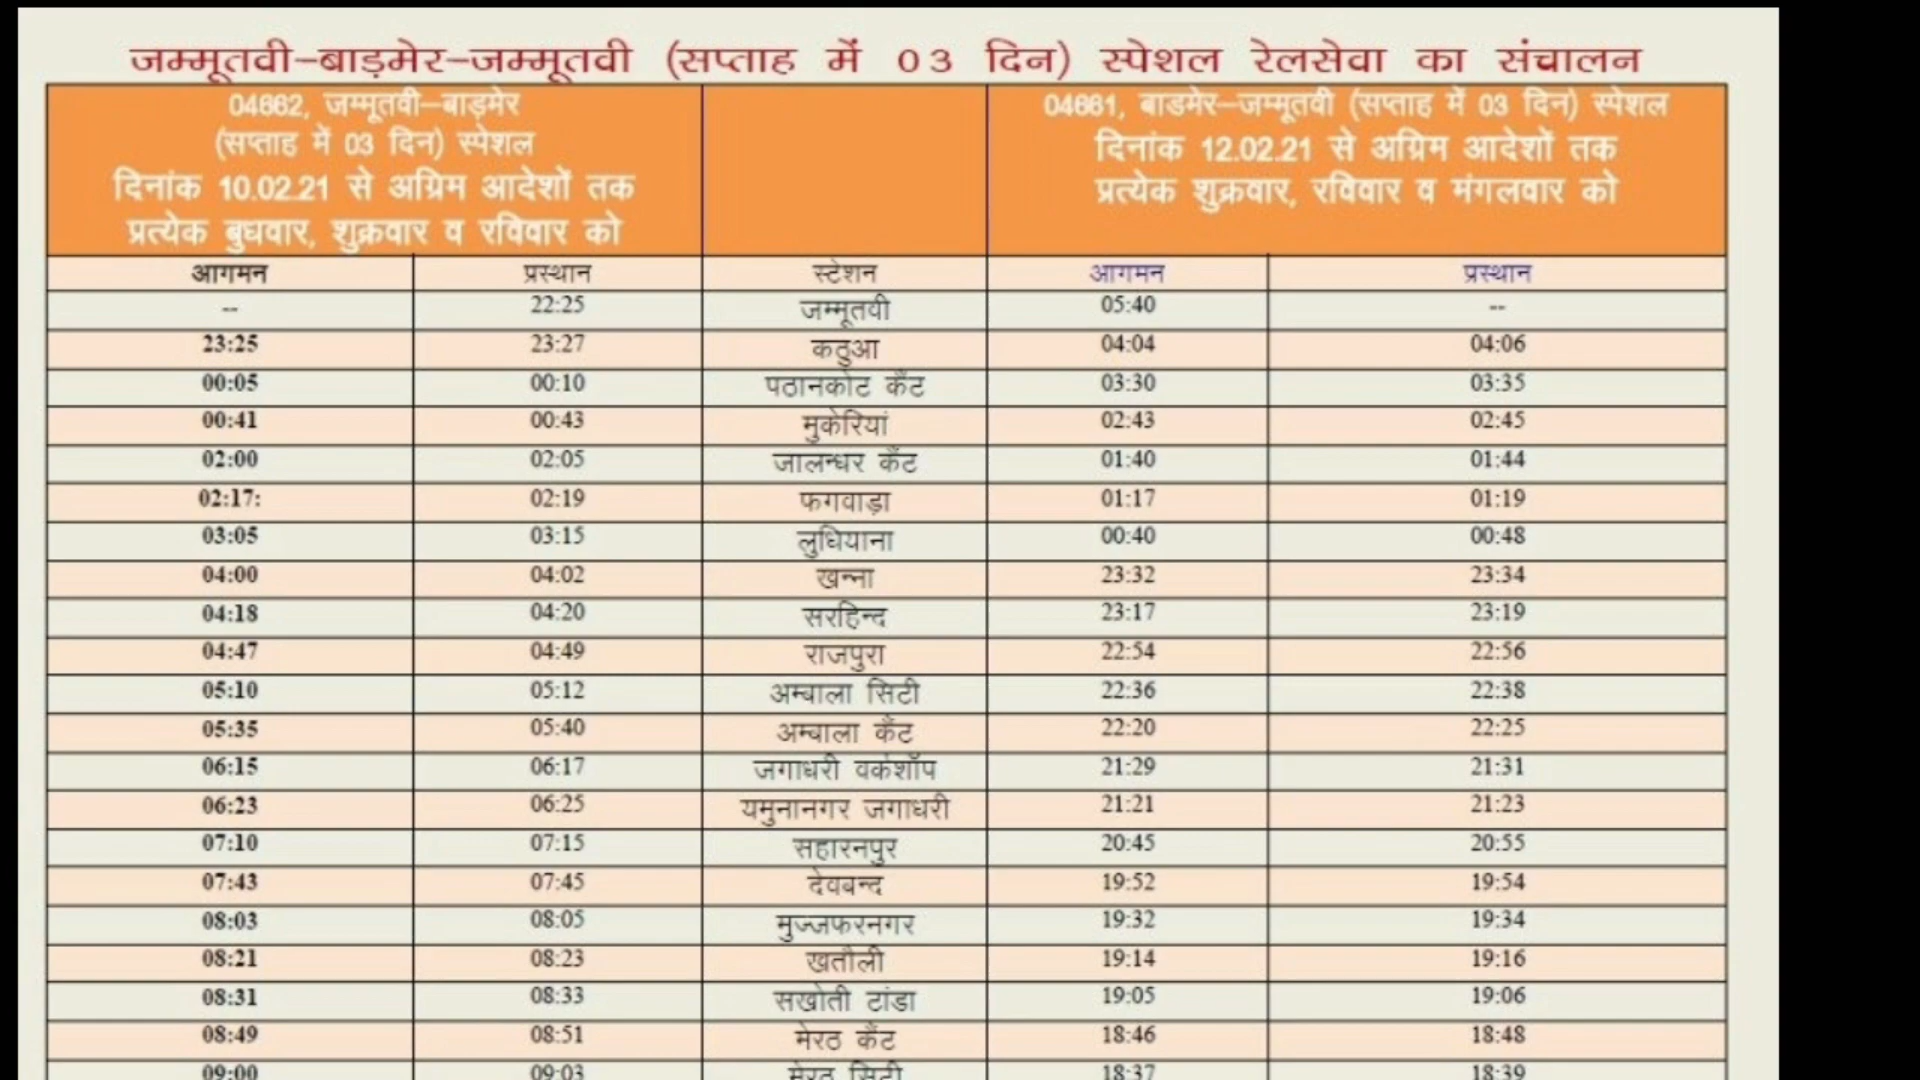 जम्मूतवी-बाड़मेर-जम्मूतवी (सप्ताह में 03 दिन) स्पेशल रेलसेवा का संचालन
04662, जम्मूतवी-बाड़मेर
(सप्ताह में 03 दिन) स्पेशल
दिनांक 10.02.21 से अग्रिम आदेशों तक
प्रत्येक बुधवार, शुक्रवार व रविवार को
04661, बाडमेर-जम्मूतवी (सप्ताह में 03 दिन) स्पेशल
दिनांक 12.02.21 से अग्रिम आदेशों तक
प्रत्येक शुक्रवार, रविवार व मंगलवार को
आगमन प्रस्थान स्टेशन आगमन प्रस्थान
-- 22:25 जम्मूतवी 05:40 --
23:25 23:27 कठुआ 04:04 04:06
00:05 00:10 पठानकोट कैंट 03:30 03:35
00:41 00:43 मुकेरियां 02:43 02:45
02:00 02:05 जालन्धर कैंट 01:40 01:44
02:17: 02:19 फगवाड़ा 01:17 01:19
03:05 03:15 लुधियाना 00:40 00:48
04:00 04:02 खन्ना 23:32 23:34
04:18 04:20 सरहिन्द 23:17 23:19
04:47 04:49 राजपुरा 22:54 22:56
05:10 05:12 अम्बाला सिटी 22:36 22:38
05:35 05:40 अम्बाला कैंट 22:20 22:25
06:15 06:17 जगाधरी वर्कशॉप 21:29 21:31
06:23 06:25 यमुनानगर जगाधरी 21:21 21:23
07:10 07:15 सहारनपुर 20:45 20:55
07:43 07:45 देवबन्द 19:52 19:54
08:03 08:05 मुज्जफरनगर 19:32 19:34
08:21 08:23 खतौली 19:14 19:16
08:31 08:33 सखोती टांडा 19:05 19:06
08:49 08:51 मेरठ कैंट 18:46 18:48
09:00 09:03 मेरठ सिटी 18:37 18:39